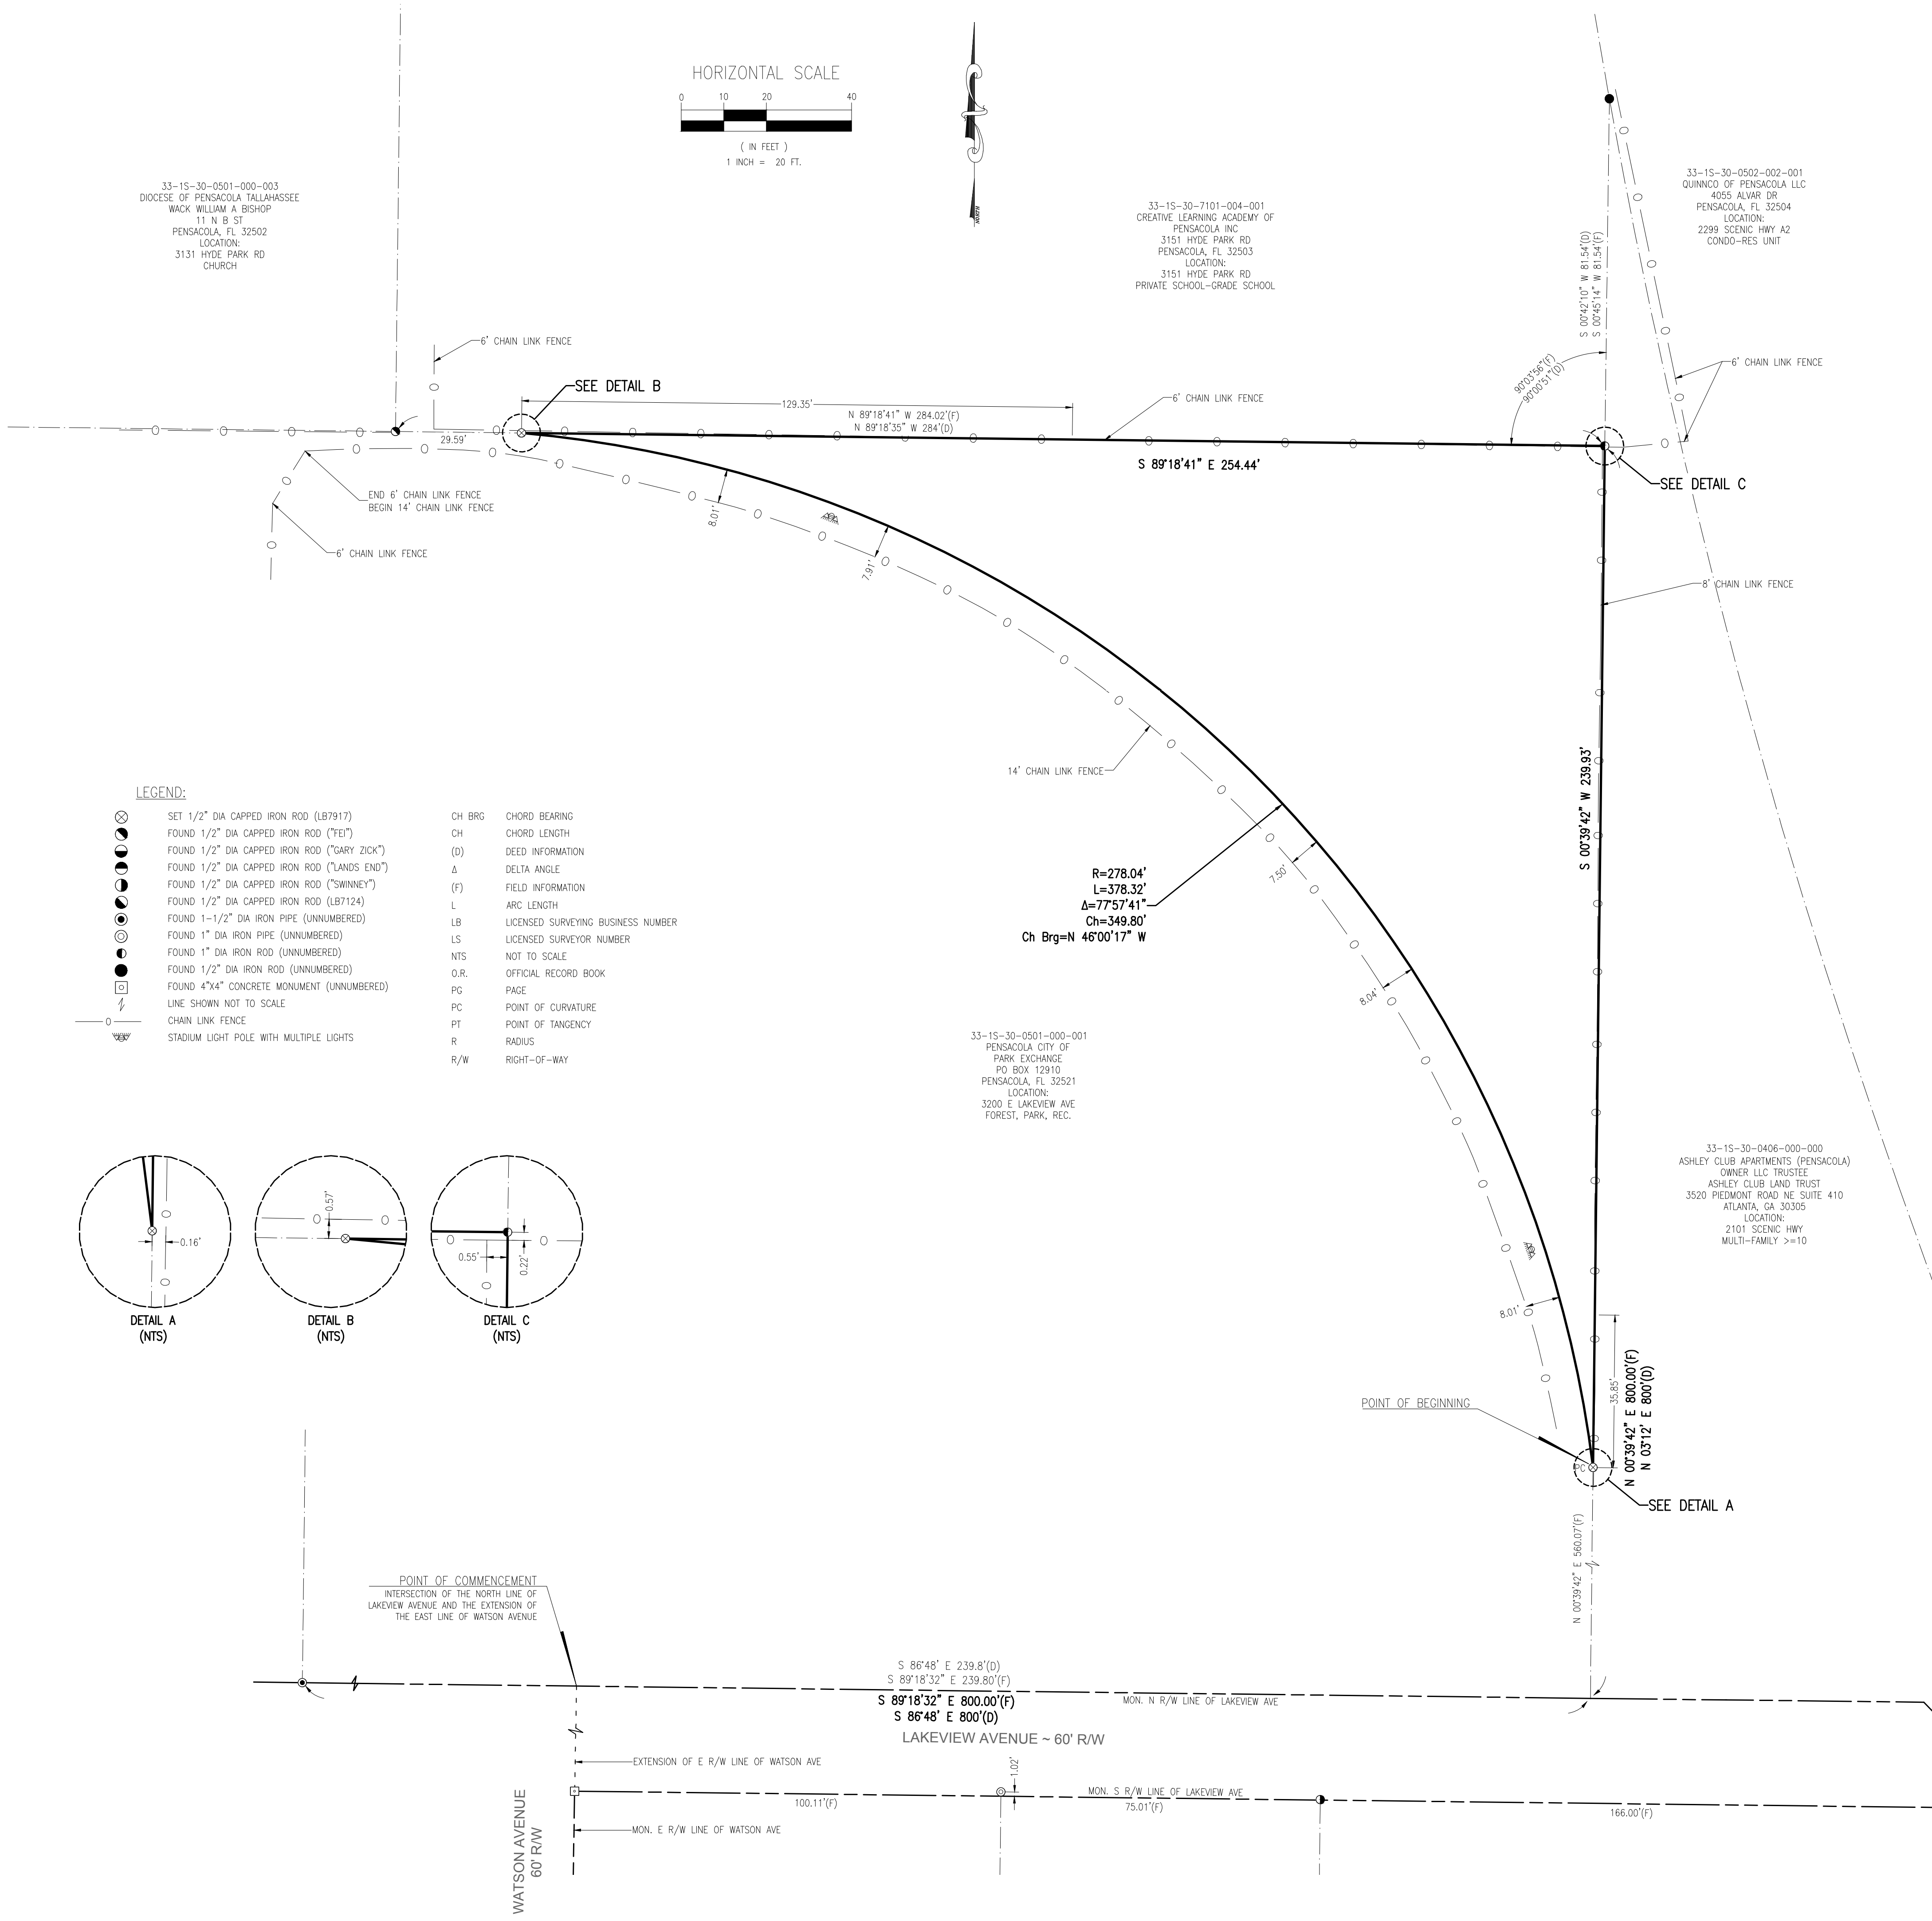 HORIZONTAL SCALE
0 10 20 40
( IN FEET )
1 INCH = 20 FT.
NORTH
33-1S-30-0501-000-003
DIOCESE OF PENSACOLA TALLAHASSEE
WACK WILLIAM A BISHOP
11 N B ST
PENSACOLA, FL 32502
LOCATION:
3131 HYDE PARK RD
CHURCH
33-1S-30-7101-004-001
CREATIVE LEARNING ACADEMY OF
PENSACOLA INC
3151 HYDE PARK RD
PENSACOLA, FL 32503
LOCATION:
3151 HYDE PARK RD
PRIVATE SCHOOL-GRADE SCHOOL
33-1S-30-0502-002-001
QUINNCO OF PENSACOLA LLC
4055 ALVAR DR
PENSACOLA, FL 32504
LOCATION:
2299 SCENIC HWY A2
CONDO-RES UNIT
S 00°42'10" W 81.54'(D)
S 00°45'14" W 81.54'(F)
90°03'56"(F)
90°00'51"(D)
6' CHAIN LINK FENCE
6' CHAIN LINK FENCE
SEE DETAIL B
129.35'
6' CHAIN LINK FENCE
N 89°18'41" W 284.02'(F)
N 89°18'35" W 284'(D)
29.59'
S 89°18'41" E 254.44'
SEE DETAIL C
END 6' CHAIN LINK FENCE
BEGIN 14' CHAIN LINK FENCE
6' CHAIN LINK FENCE
8.01'
7.91'
8' CHAIN LINK FENCE
14' CHAIN LINK FENCE
S 00°39'42" W 239.93'
R=278.04'
L=378.32'
Δ=77°57'41"
Ch=349.80'
Ch Brg=N 46°00'17" W
7.50'
8.04'
LEGEND:
SET 1/2" DIA CAPPED IRON ROD (LB7917)
FOUND 1/2" DIA CAPPED IRON ROD ("FEI")
FOUND 1/2" DIA CAPPED IRON ROD ("GARY ZICK")
FOUND 1/2" DIA CAPPED IRON ROD ("LANDS END")
FOUND 1/2" DIA CAPPED IRON ROD ("SWINNEY")
FOUND 1/2" DIA CAPPED IRON ROD (LB7124)
FOUND 1-1/2" DIA IRON PIPE (UNNUMBERED)
FOUND 1" DIA IRON PIPE (UNNUMBERED)
FOUND 1" DIA IRON ROD (UNNUMBERED)
FOUND 1/2" DIA IRON ROD (UNNUMBERED)
FOUND 4"X4" CONCRETE MONUMENT (UNNUMBERED)
LINE SHOWN NOT TO SCALE
CHAIN LINK FENCE
STADIUM LIGHT POLE WITH MULTIPLE LIGHTS
CH BRG CHORD BEARING
CH CHORD LENGTH
(D) DEED INFORMATION
Δ DELTA ANGLE
(F) FIELD INFORMATION
L ARC LENGTH
LB LICENSED SURVEYING BUSINESS NUMBER
LS LICENSED SURVEYOR NUMBER
NTS NOT TO SCALE
O.R. OFFICIAL RECORD BOOK
PG PAGE
PC POINT OF CURVATURE
PT POINT OF TANGENCY
R RADIUS
R/W RIGHT-OF-WAY
33-1S-30-0501-000-001
PENSACOLA CITY OF
PARK EXCHANGE
PO BOX 12910
PENSACOLA, FL 32521
LOCATION:
3200 E LAKEVIEW AVE
FOREST, PARK, REC.
33-1S-30-0406-000-000
ASHLEY CLUB APARTMENTS (PENSACOLA)
OWNER LLC TRUSTEE
ASHLEY CLUB LAND TRUST
3520 PIEDMONT ROAD NE SUITE 410
ATLANTA, GA 30305
LOCATION:
2101 SCENIC HWY
MULTI-FAMILY >=10
0.16'
DETAIL A
(NTS)
0.57'
DETAIL B
(NTS)
0.55'
0.22'
DETAIL C
(NTS)
8.01'
35.85'
N 00°39'42" E 800.00'(F)
N 03°12' E 800'(D)
POINT OF BEGINNING
PC
SEE DETAIL A
N 00°39'42" E 560.07'(F)
POINT OF COMMENCEMENT
INTERSECTION OF THE NORTH LINE OF
LAKEVIEW AVENUE AND THE EXTENSION OF
THE EAST LINE OF WATSON AVENUE
S 86°48' E 239.8'(D)
S 89°18'32" E 239.80'(F)
S 89°18'32" E 800.00'(F)
S 86°48' E 800'(D)
MON. N R/W LINE OF LAKEVIEW AVE
LAKEVIEW AVENUE ~ 60' R/W
EXTENSION OF E R/W LINE OF WATSON AVE
1.02'
MON. S R/W LINE OF LAKEVIEW AVE
100.11'(F)
75.01'(F)
166.00'(F)
MON. E R/W LINE OF WATSON AVE
WATSON AVENUE
60' R/W